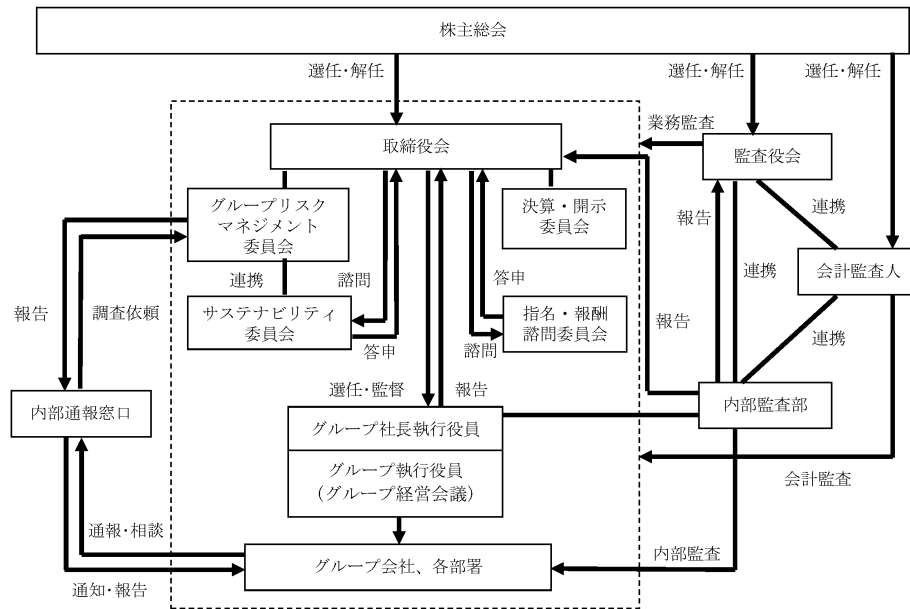 株主総会
選任・解任
選任・解任
選任・解任
取締役会
業務監査
監査役会
グループリスク
マネジメント
委員会
決算・開示
委員会
報告
連携
連携
会計監査人
連携
諮問
答申
報告
調査依頼
サステナビリティ
委員会
指名・報酬
諮問委員会
報告
連携
答申
諮問
選任・監督
報告
内部通報窓口
内部監査部
グループ社長執行役員
グループ執行役員
（グループ経営会議）
会計監査
通報・相談
内部監査
グループ会社、各部署
通知・報告